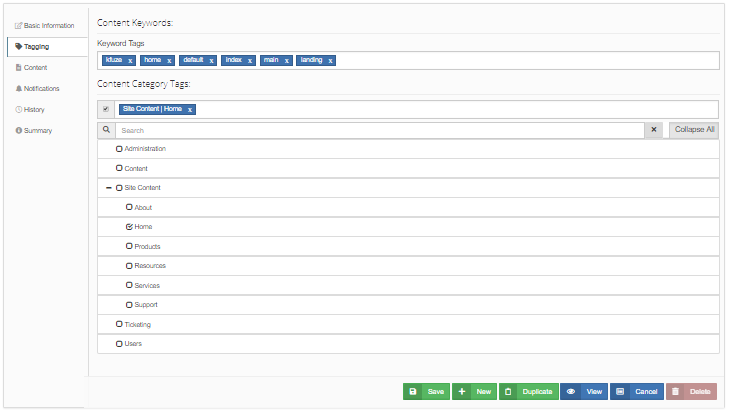 Basic Information
Tagging
Content
Notifications
History
Summary
Content Keywords:
Keyword Tags
kfuze x home x default x index x main x landing x
Content Category Tags:
Site Content | Home x
Search
Collapse All
Administration
Content
Site Content
About
Home
Products
Resources
Services
Support
Ticketing
Users
Save New Duplicate View Cancel Delete